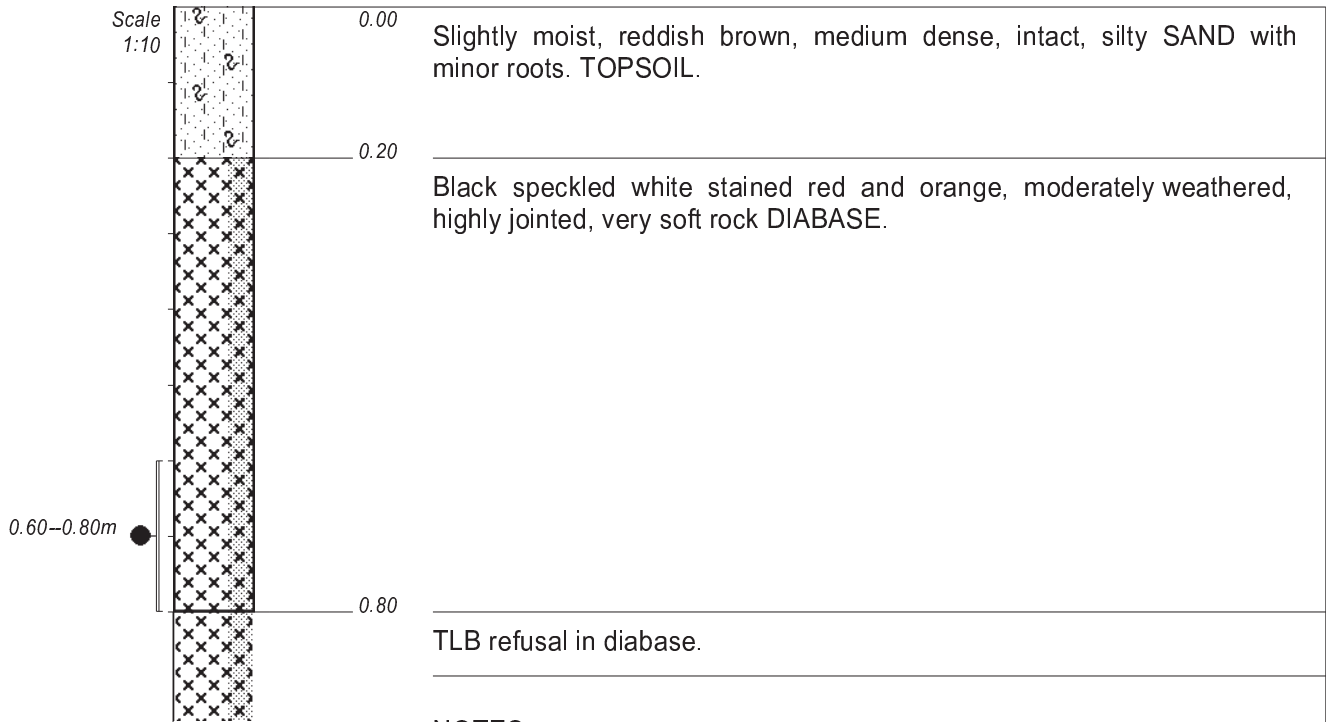 Scale
1:10
0.00
Slightly moist, reddish brown, medium dense, intact, silty SAND with
minor roots. TOPSOIL.
0.20
Black speckled white stained red and orange, moderately weathered,
highly jointed, very soft rock DIABASE.
0.60--0.80m
0.80
TLB refusal in diabase.